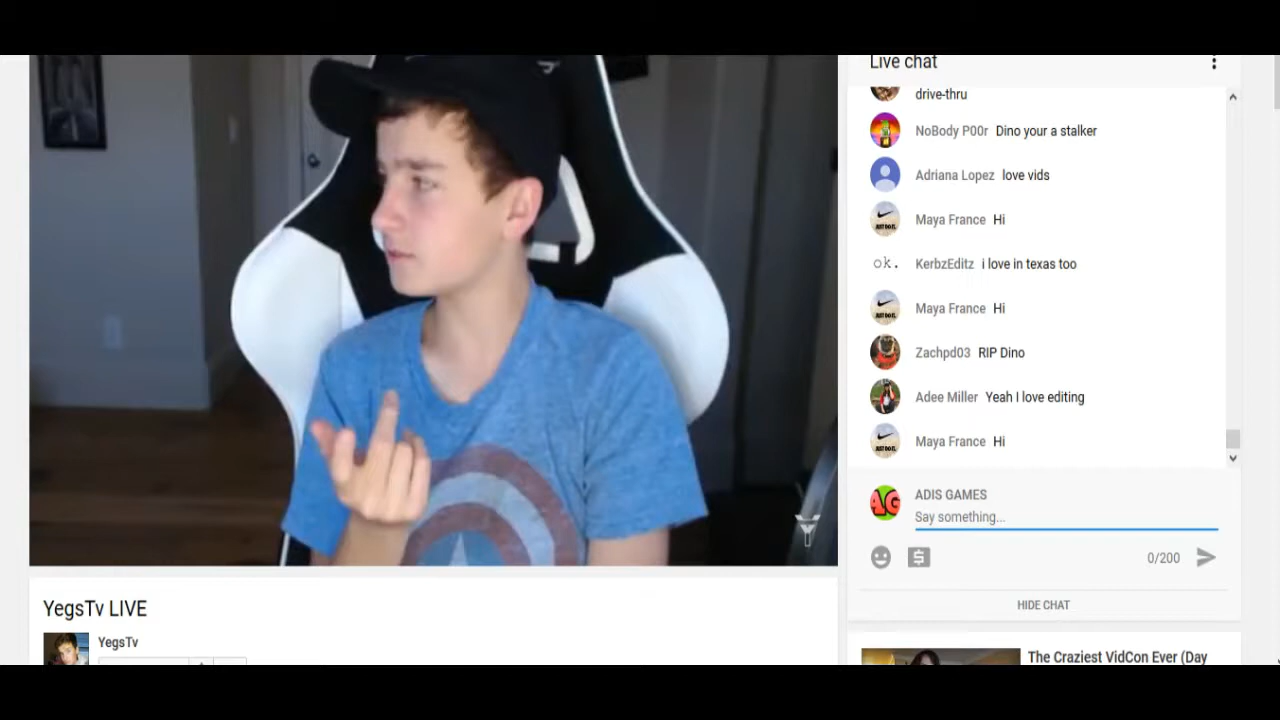 Live chat
drive-thru
NoBody P00r Dino your a stalker
Adriana Lopez love vids
Maya France Hi
ok. KerbzEditz i love in texas too
Maya France Hi
Zachpd03 RIP Dino
Adee Miller Yeah I love editing
Maya France Hi
AG ADIS GAMES
Say something...
0/200
HIDE CHAT
YegsTv LIVE
YegsTv
The Craziest VidCon Ever (Day